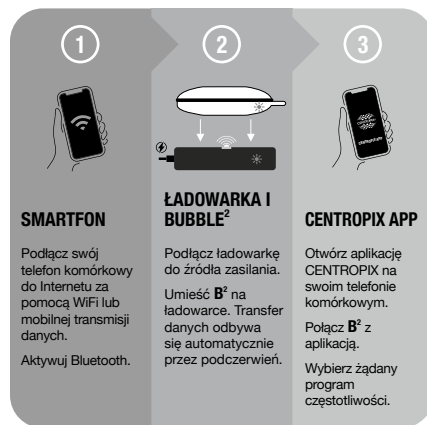 1
SMARTFON
Podłącz swój
telefon komórkowy
do Internetu za
pomocą WiFi lub
mobilnej transmisji
danych.
Aktywuj Bluetooth.
2
ŁADOWARKA I
BUBBLE²
Podłącz ładowarkę
do źródła zasilania.
Umieść B² na
ładowarce. Transfer
danych odbywa
się automatycznie
przez podczerwień.
3
CENTROPIX APP
Otwórz aplikację
CENTROPIX na
swoim telefonie
komórkowym.
Połącz B² z
aplikacją.
Wybierz żądany
program
częstotliwości.